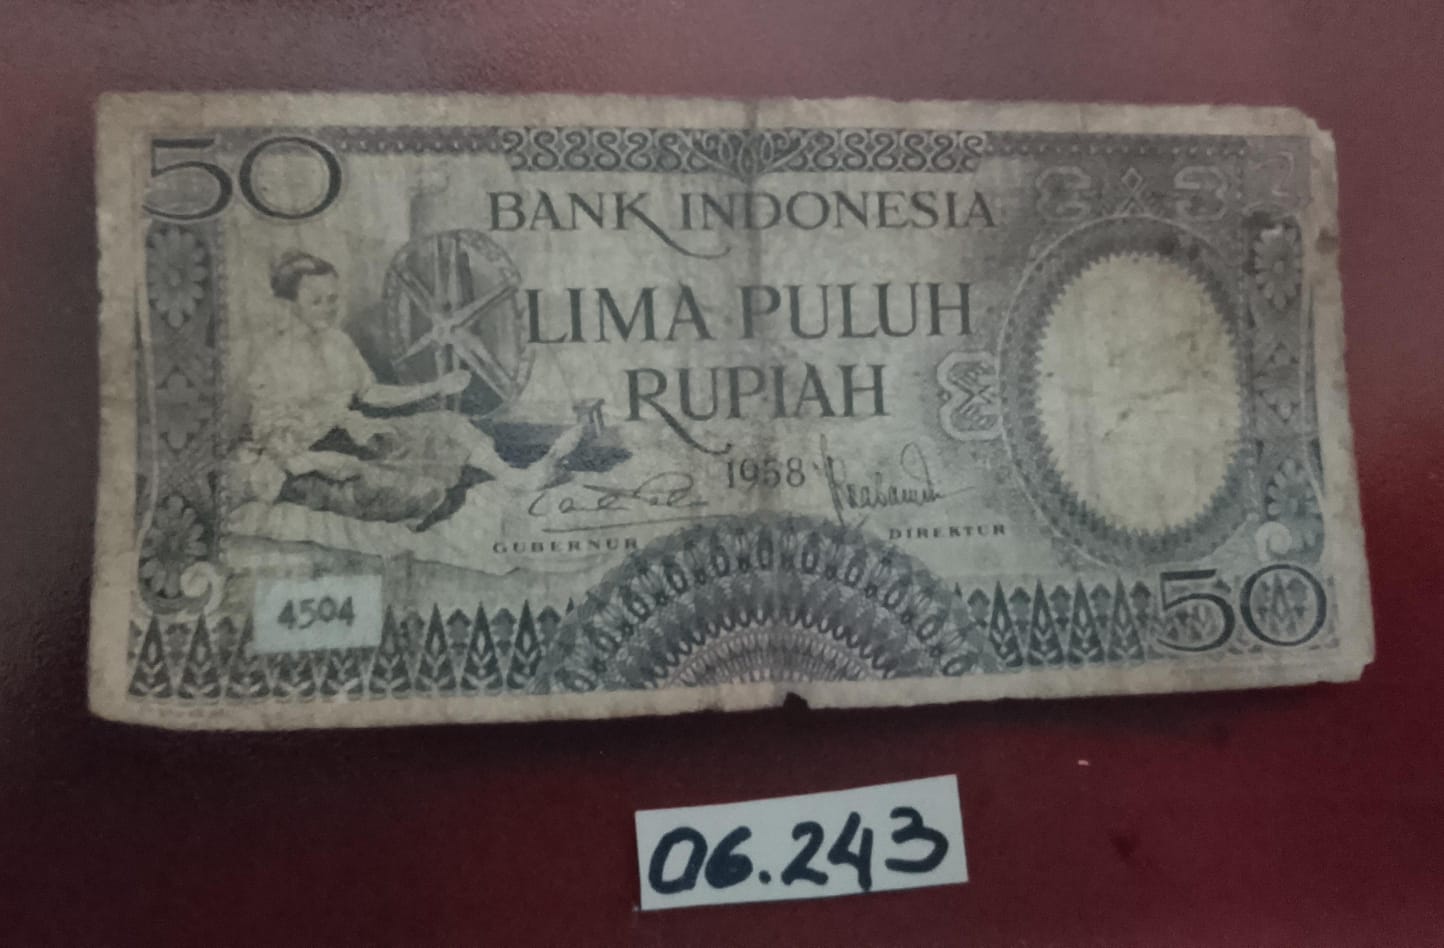 50
BANK INDONESIA
LIMA PULUH
RUPIAH
1958
GUBERNUR
DIREKTUR
4504
50
06.243